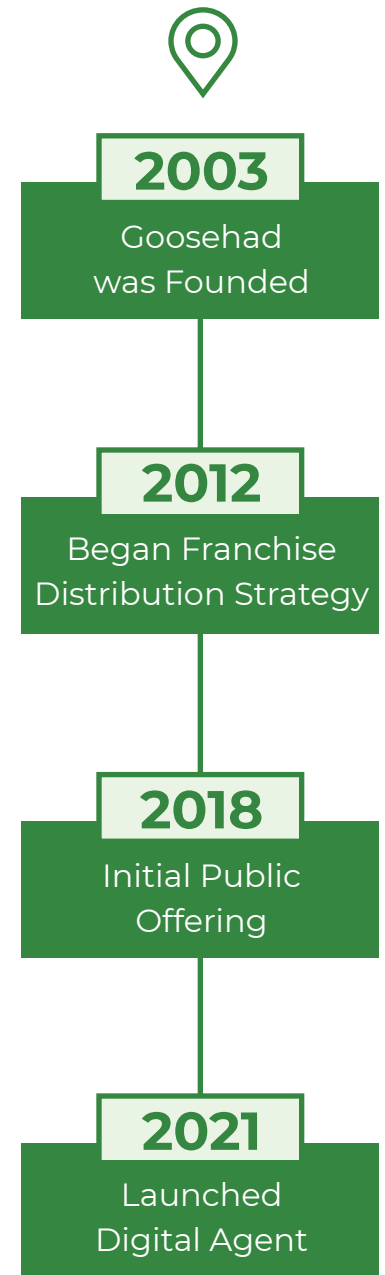 2003
Goosehad
was Founded
2012
Began Franchise
Distribution Strategy
2018
Initial Public
Offering
2021
Launched
Digital Agent